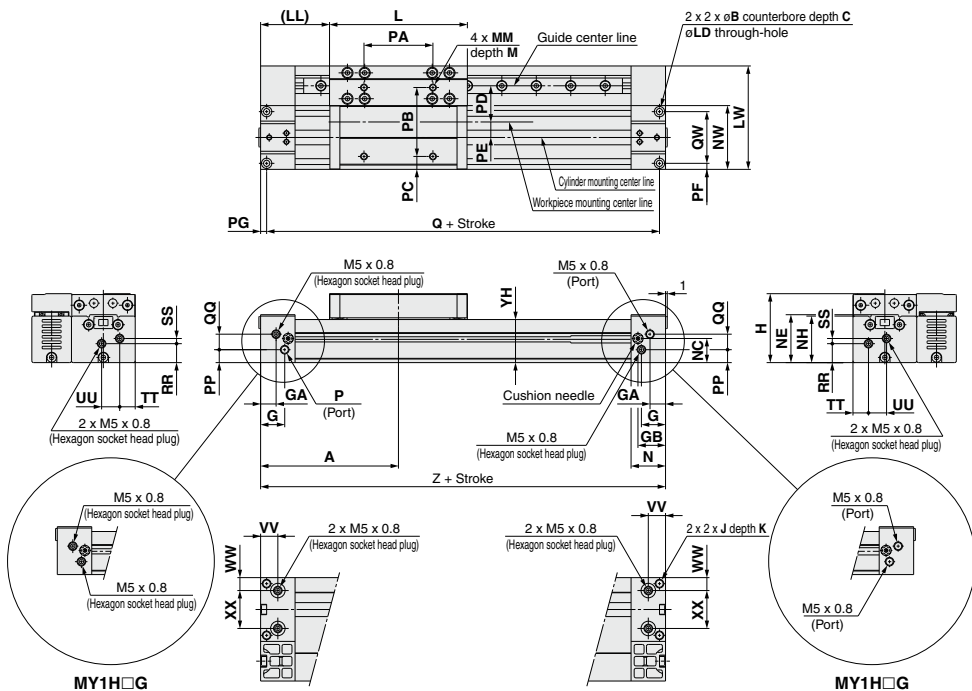 (LL)
L
PA
4 x MM
depth M
Guide center line
2 x 2 x øB counterbore depth C
øLD through-hole
PB
PD
PE
PC
QW
NW
LW
PF
Cylinder mounting center line
Workpiece mounting center line
PG
Q + Stroke
M5 x 0.8
(Hexagon socket head plug)
M5 x 0.8
(Port)
1
SS
RR
UU
TT
2 x M5 x 0.8
(Hexagon socket head plug)
QQ
PP
YH
NC
QQ
PP
GA
G
P
(Port)
Cushion needle
GA
G
GB
N
M5 x 0.8
(Hexagon socket head plug)
A
Z + Stroke
H
NE
NH
SS
RR
TT
UU
2 x M5 x 0.8
(Hexagon socket head plug)
M5 x 0.8
(Hexagon socket head plug)
M5 x 0.8
(Hexagon socket head plug)
VV
2 x M5 x 0.8
(Hexagon socket head plug)
WW
XX
2 x M5 x 0.8
(Hexagon socket head plug)
VV
2 x 2 x J depth K
WW
XX
M5 x 0.8
(Port)
M5 x 0.8
(Port)
MY1H□G
MY1H□G